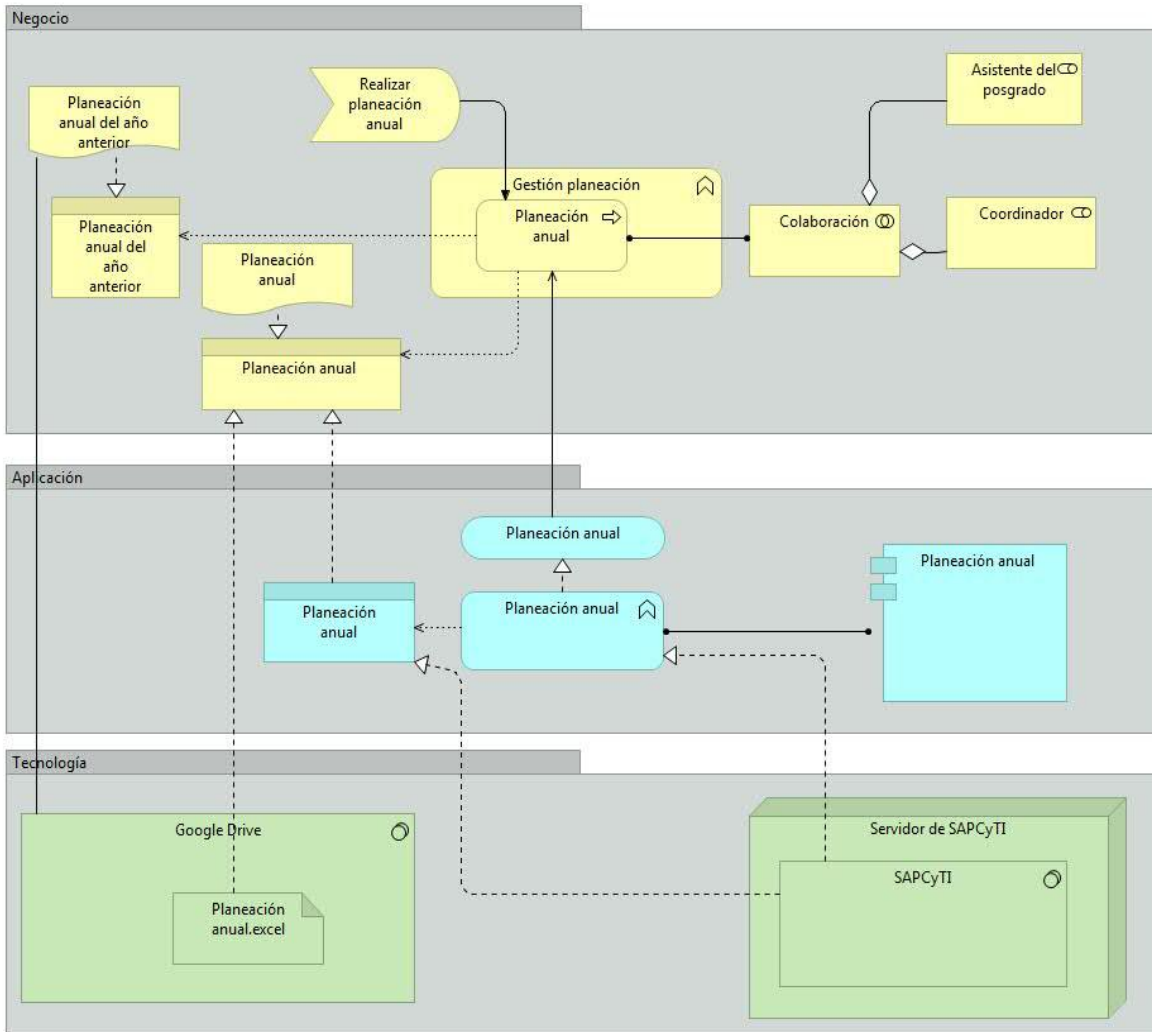 Negocio
Planeación
anual del año
anterior
Realizar
planeación
anual
Asistente del
posgrado
Gestión planeación
Planeación
anual
Colaboración
Coordinador
Planeación
anual del
año
anterior
Planeación
anual
Planeación anual
Aplicación
Planeación anual
Planeación anual
Planeación
anual
Planeación anual
Tecnología
Google Drive
Planeación
anual.excel
Servidor de SAPCyTI
SAPCyTI